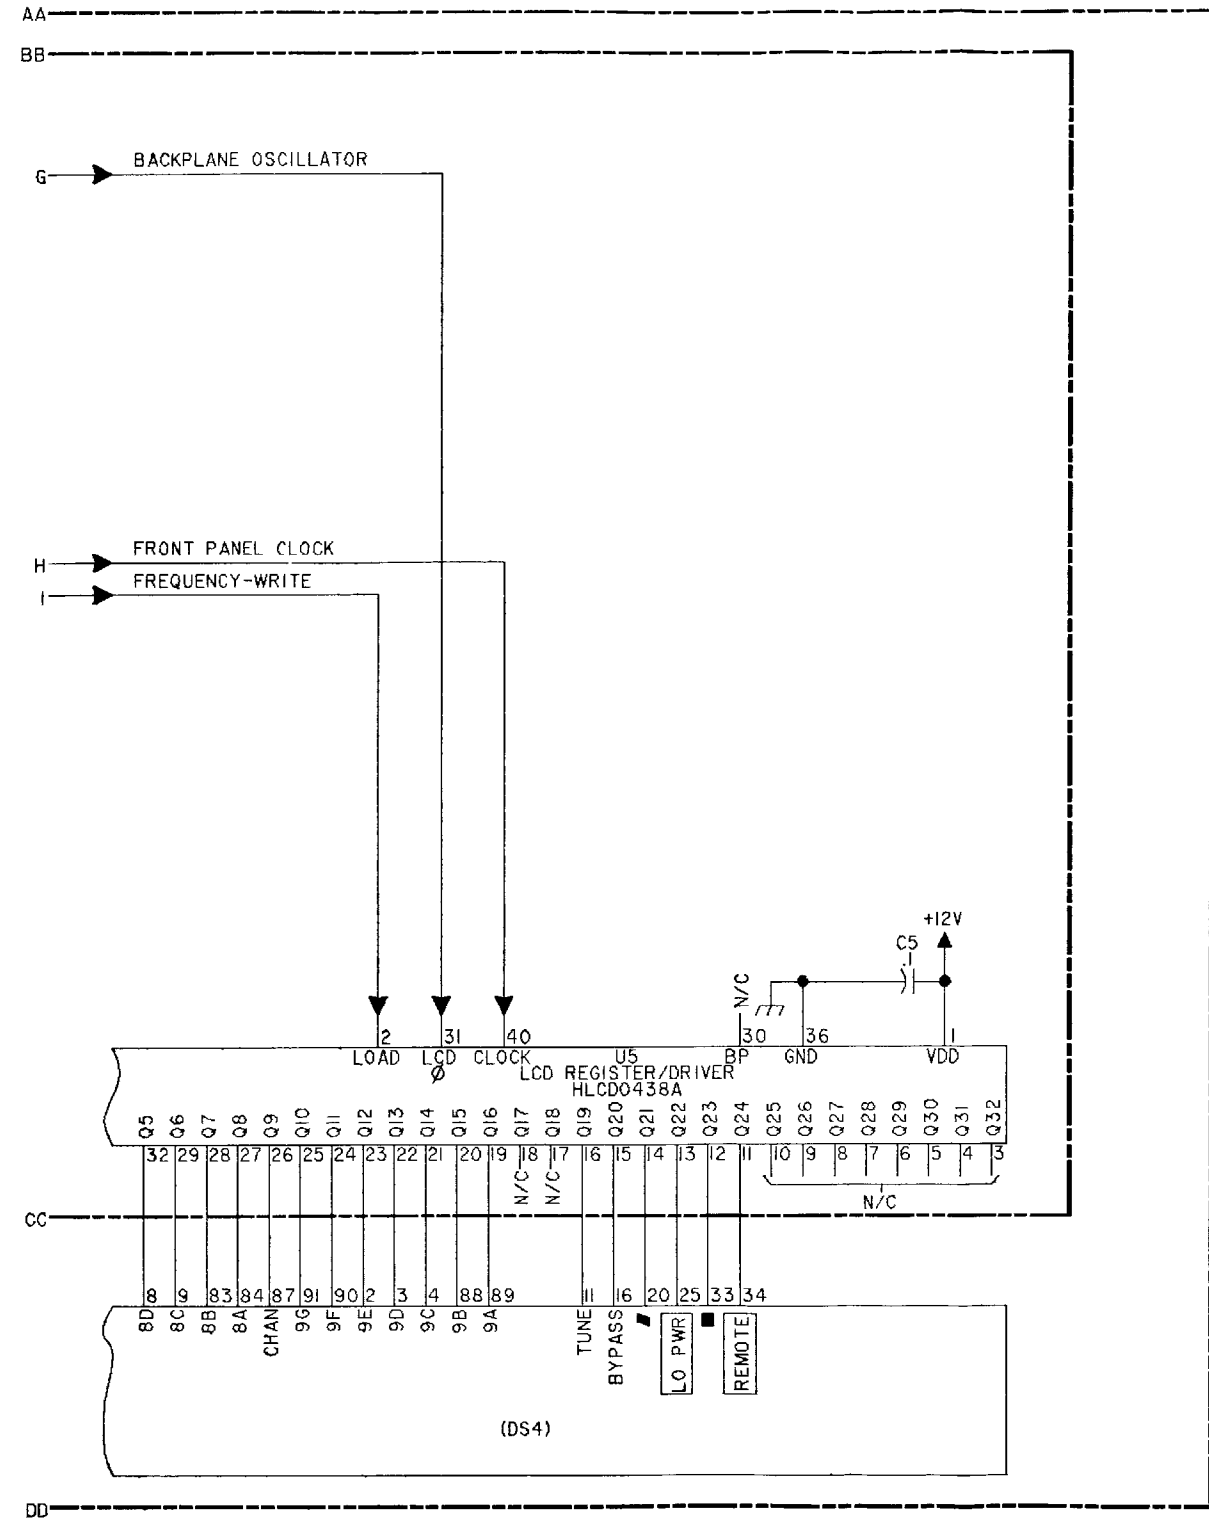 AA
BB
BACKPLANE OSCILLATOR
G
FRONT PANEL CLOCK
H
FREQUENCY-WRITE
I
+12V
C5
.1
N/C
2 31 40 30 36 1
LOAD LCD CLOCK U5 BP GND VDD
Ø LCD REGISTER/DRIVER
HLCD0438A
Q5 Q6 Q7 Q8 Q9 Q10 Q11 Q12 Q13 Q14 Q15 Q16 Q17 Q18 Q19 Q20 Q21 Q22 Q23 Q24 Q25 Q26 Q27 Q28 Q29 Q30 Q31 Q32
32 29 28 27 26 25 24 23 22 21 20 19 18 17 16 15 14 13 12 11 10 9 8 7 6 5 4 3
N/C N/C N/C
CC
8 9 83 84 87 91 90 2 3 4 88 89 11 16 20 25 33 34
8D 8C 8B 8A CHAN 9G 9F 9E 9D 9C 9B 9A TUNE BYPASS LO PWR REMOTE
(DS4)
DD